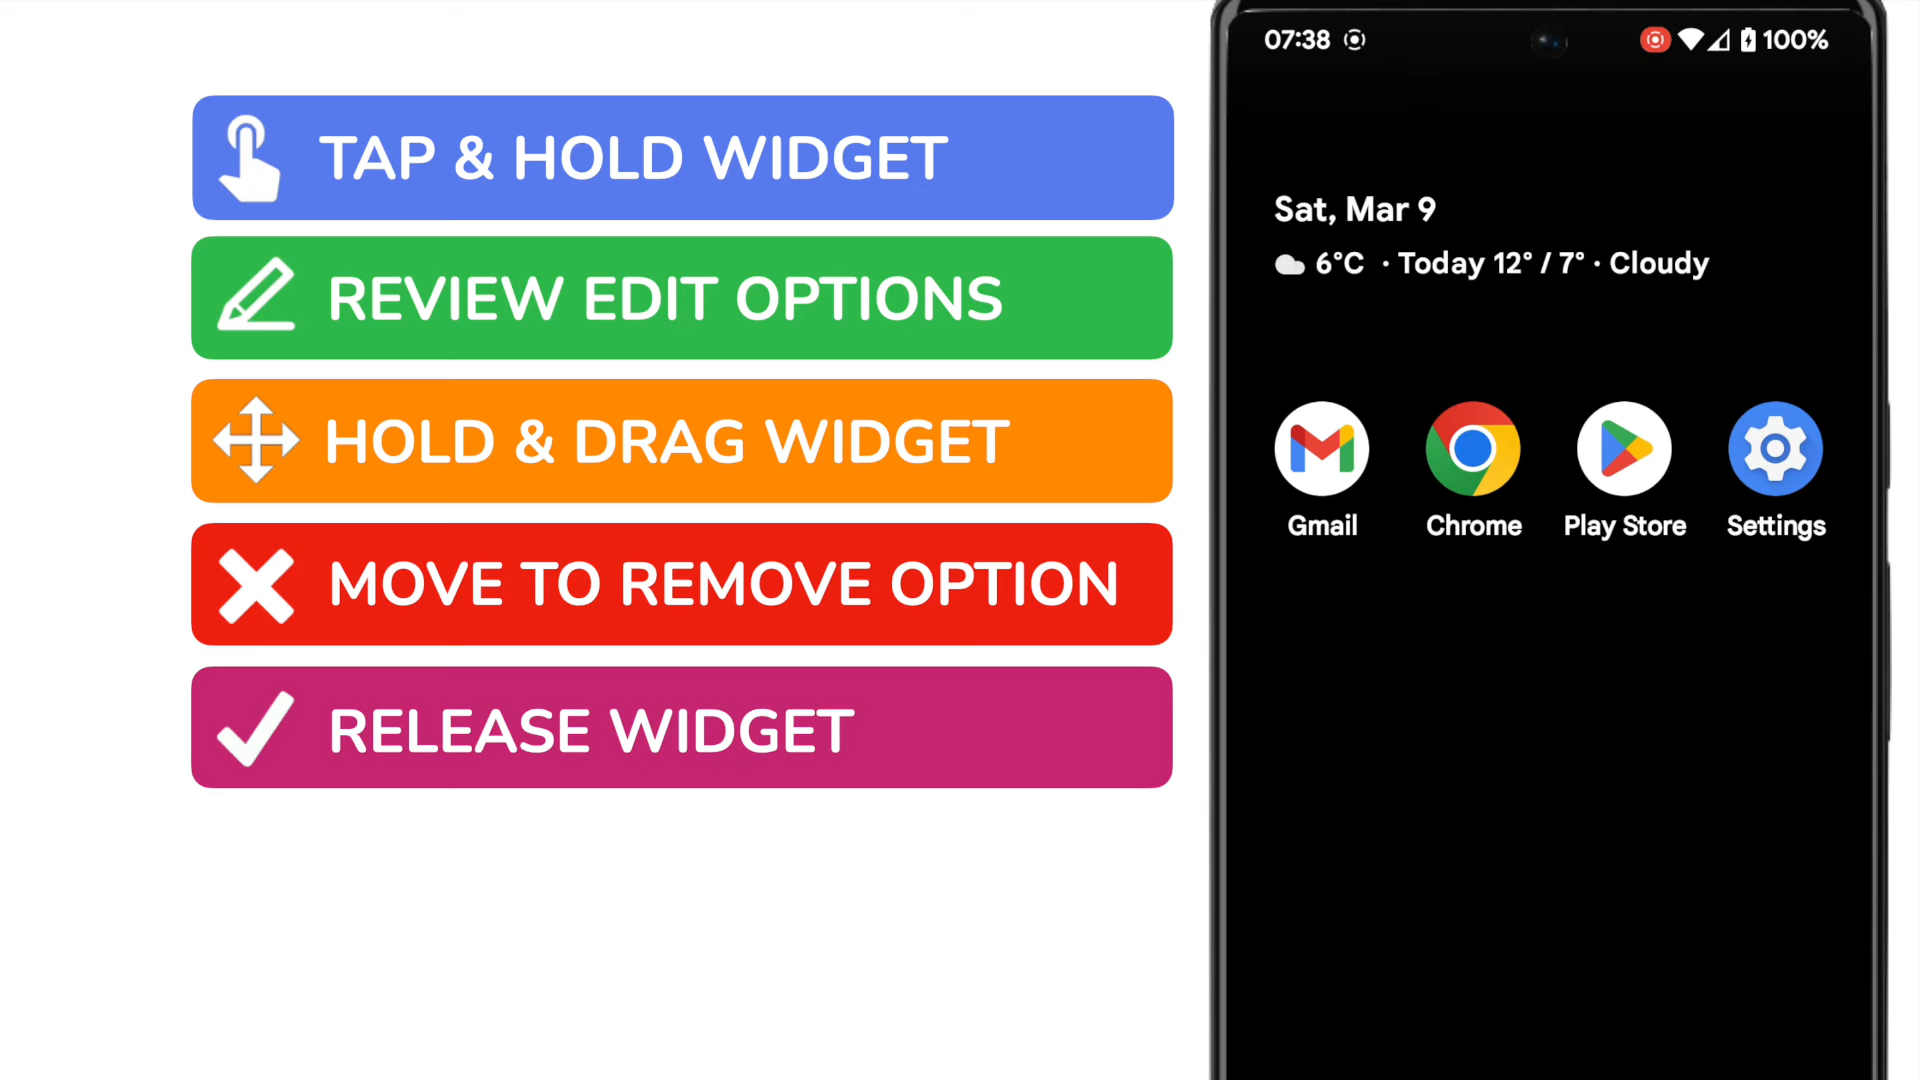 TAP & HOLD WIDGET
REVIEW EDIT OPTIONS
HOLD & DRAG WIDGET
MOVE TO REMOVE OPTION
RELEASE WIDGET
07:38 100%
Sat, Mar 9
6°C · Today 12° / 7° · Cloudy
Gmail Chrome Play Store Settings